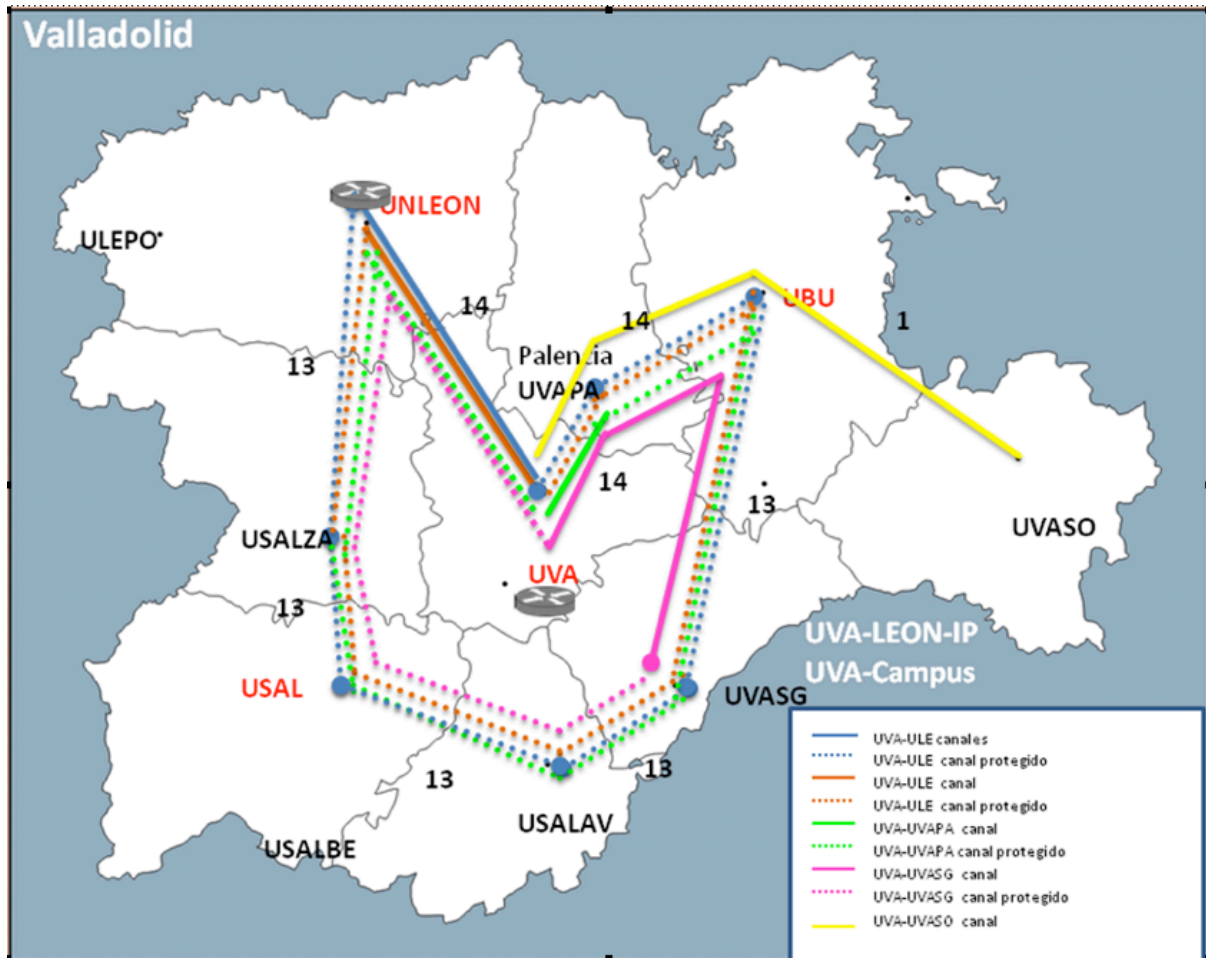 Valladolid
UNLEON
ULEPO
14
UBU
14
1
Palencia
13
UVAPA
14
13
USALZA
UVASO
UVA
13
UVA-LEON-IP
UVA-Campus
USAL
UVASG
13
13
USALAV
USALBE
UVA-ULE canales
UVA-ULE canal protegido
UVA-ULE canal
UVA-ULE canal protegido
UVA-UVAPA canal
UVA-UVAPA canal protegido
UVA-UVASG canal
UVA-UVASG canal protegido
UVA-UVASO canal